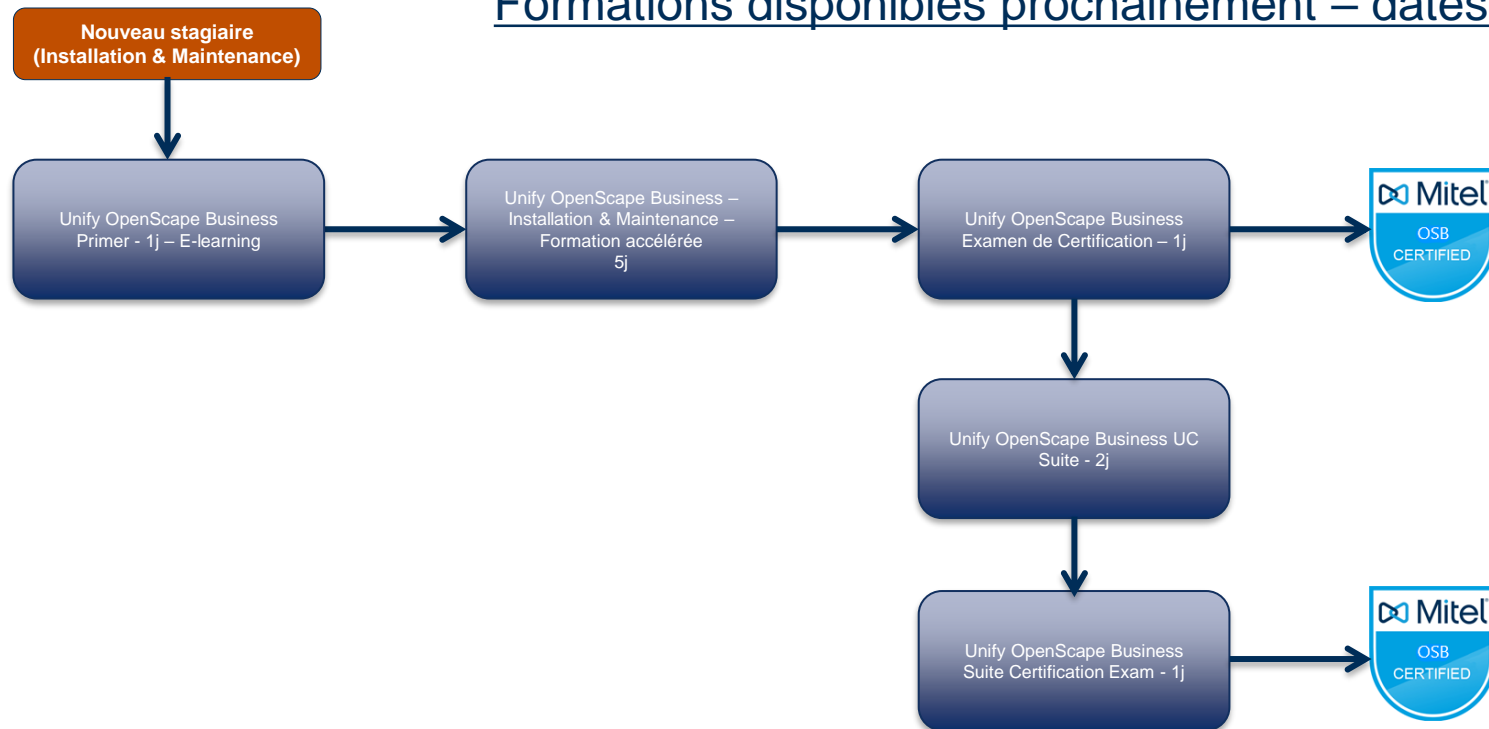 Formations disponibles prochainement – dates
Nouveau stagiaire
(Installation & Maintenance)
Unify OpenScape Business
Primer - 1j – E-learning
Unify OpenScape Business –
Installation & Maintenance –
Formation accélérée
5j
Unify OpenScape Business
Examen de Certification – 1j
Mitel
OSB
CERTIFIED
Unify OpenScape Business UC
Suite - 2j
Unify OpenScape Business
Suite Certification Exam - 1j
Mitel
OSB
CERTIFIED